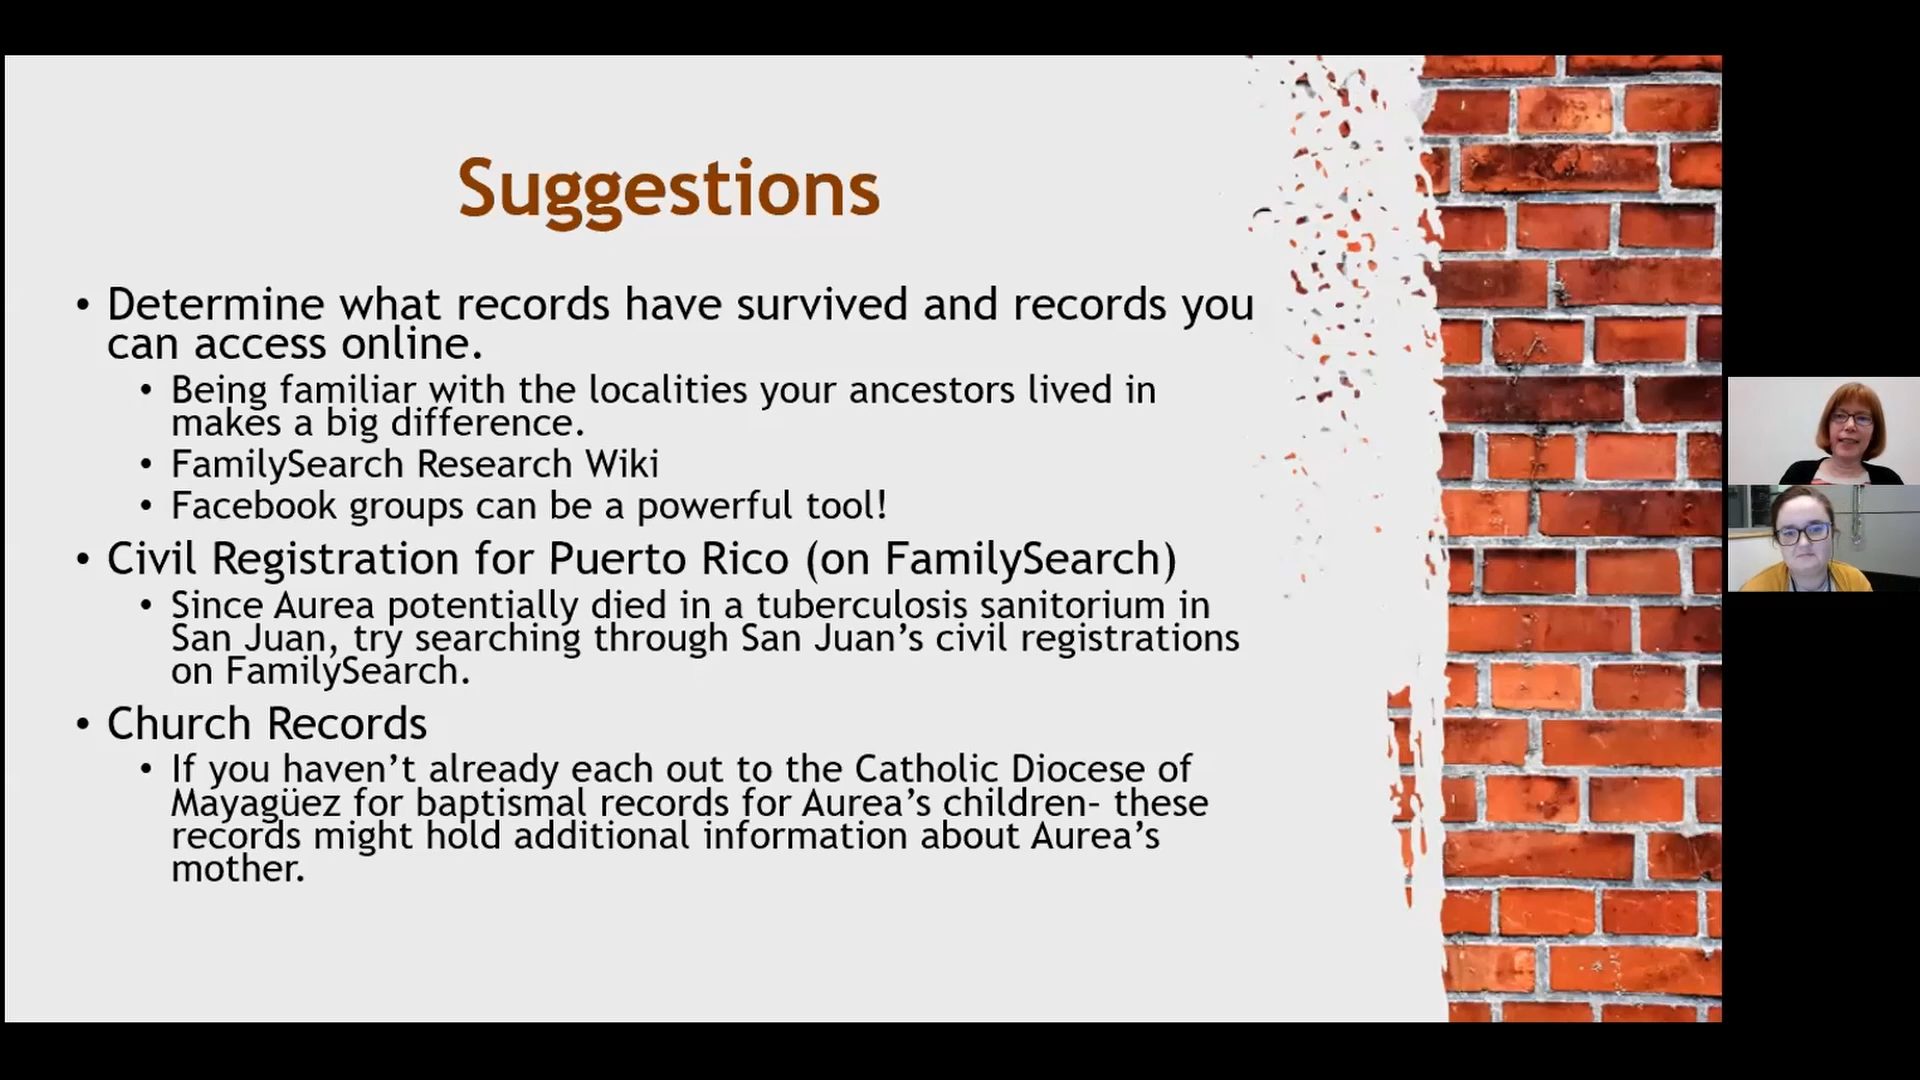 Suggestions
• Determine what records have survived and records you
can access online.
• Being familiar with the localities your ancestors lived in
makes a big difference.
• FamilySearch Research Wiki
• Facebook groups can be a powerful tool!
• Civil Registration for Puerto Rico (on FamilySearch)
• Since Aurea potentially died in a tuberculosis sanitorium in
San Juan, try searching through San Juan’s civil registrations
on FamilySearch.
• Church Records
• If you haven’t already each out to the Catholic Diocese of
Mayagüez for baptismal records for Aurea’s children– these
records might hold additional information about Aurea’s
mother.